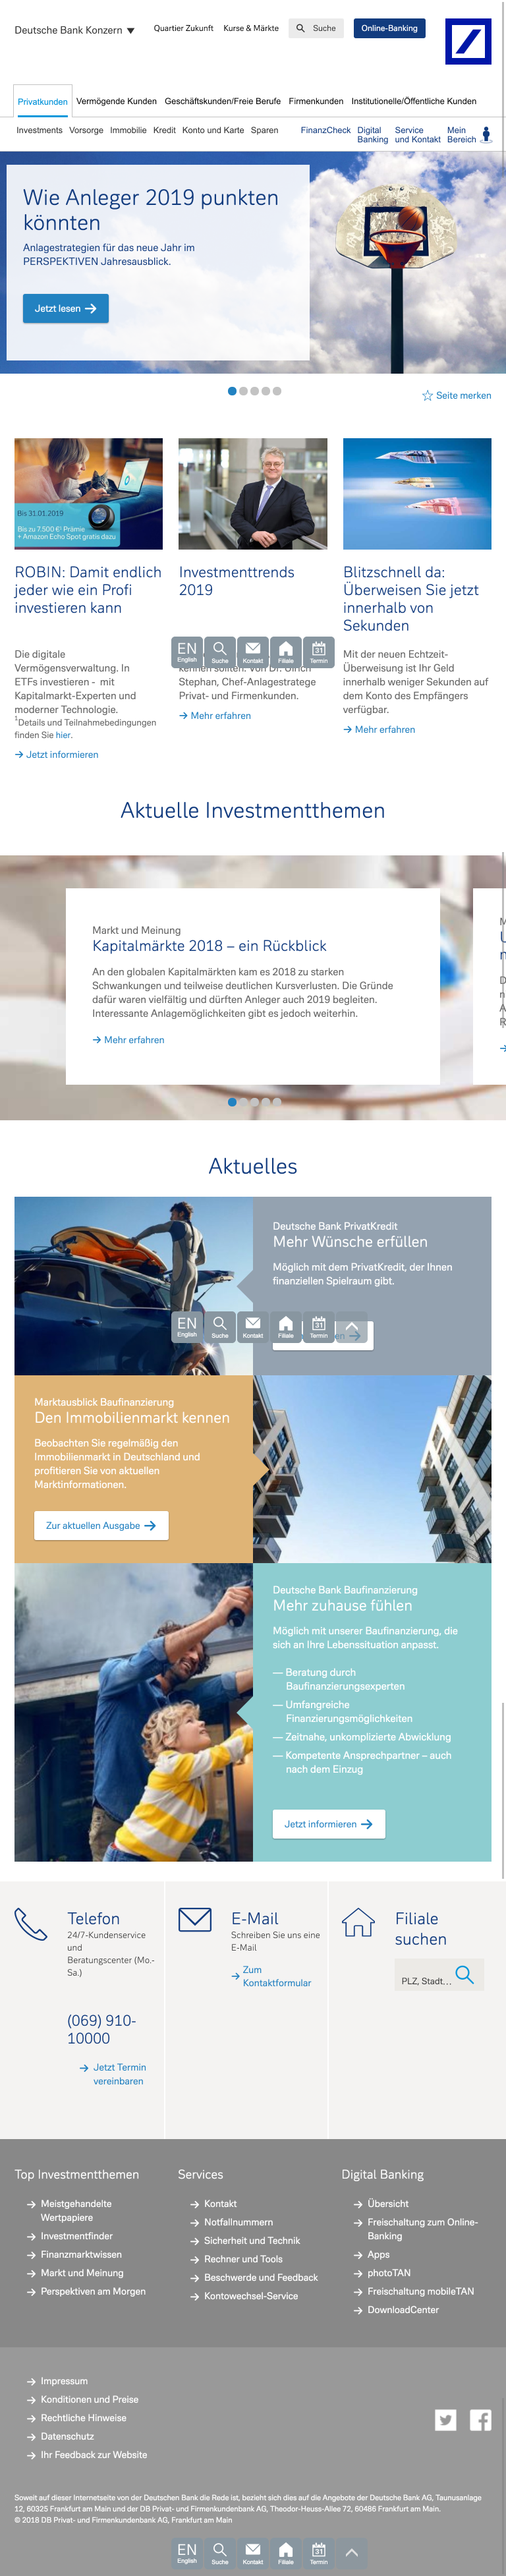 Deutsche Bank Konzern
Quartier Zukunft
Kurse & Märkte
Suche
Online-Banking
Privatkunden
Vermögende Kunden
Geschäftskunden/Freie Berufe
Firmenkunden
Institutionelle/Öffentliche Kunden
Investments
Vorsorge
Immobilie
Kredit
Konto und Karte
Sparen
FinanzCheck
Digital
Banking
Service
und Kontakt
Mein
Bereich
Wie Anleger 2019 punkten
könnten
Anlagestrategien für das neue Jahr im
PERSPEKTIVEN Jahresausblick.
Jetzt lesen
Seite merken
Bis 31.01.2019
Bis zu 7.500 €¹ Prämie
+ Amazon Echo Spot gratis dazu
ROBIN: Damit endlich
jeder wie ein Profi
investieren kann
Die digitale
Vermögensverwaltung. In
ETFs investieren - mit
Kapitalmarkt-Experten und
moderner Technologie.
¹Details und Teilnahmebedingungen
finden Sie hier.
Jetzt informieren
Investmenttrends
2019
EN
English
Suche
Kontakt
Filiale
31
Termin
kennen sollten. Von Dr. Ulrich
Stephan, Chef-Anlagestratege
Privat- und Firmenkunden.
Mehr erfahren
Blitzschnell da:
Überweisen Sie jetzt
innerhalb von
Sekunden
Mit der neuen Echtzeit-
Überweisung ist Ihr Geld
innerhalb weniger Sekunden auf
dem Konto des Empfängers
verfügbar.
Mehr erfahren
Aktuelle Investmentthemen
Markt und Meinung
Kapitalmärkte 2018 – ein Rückblick
An den globalen Kapitalmärkten kam es 2018 zu starken
Schwankungen und teilweise deutlichen Kursverlusten. Die Gründe
dafür waren vielfältig und dürften Anleger auch 2019 begleiten.
Interessante Anlagemöglichkeiten gibt es jedoch weiterhin.
Mehr erfahren
Aktuelles
Deutsche Bank PrivatKredit
Mehr Wünsche erfüllen
Möglich mit dem PrivatKredit, der Ihnen
finanziellen Spielraum gibt.
EN
English
Suche
Kontakt
Filiale
31
Termin
Marktausblick Baufinanzierung
Den Immobilienmarkt kennen
Beobachten Sie regelmäßig den
Immobilienmarkt in Deutschland und
profitieren Sie von aktuellen
Marktinformationen.
Zur aktuellen Ausgabe
Deutsche Bank Baufinanzierung
Mehr zuhause fühlen
Möglich mit unserer Baufinanzierung, die
sich an Ihre Lebenssituation anpasst.
— Beratung durch
Baufinanzierungsexperten
— Umfangreiche
Finanzierungsmöglichkeiten
— Zeitnahe, unkomplizierte Abwicklung
— Kompetente Ansprechpartner – auch
nach dem Einzug
Jetzt informieren
Telefon
24/7-Kundenservice
und
Beratungscenter (Mo.-
Sa.)
(069) 910-
10000
Jetzt Termin
vereinbaren
E-Mail
Schreiben Sie uns eine
E-Mail
Zum
Kontaktformular
Filiale
suchen
PLZ, Stadt...
Top Investmentthemen
Meistgehandelte
Wertpapiere
Investmentfinder
Finanzmarktwissen
Markt und Meinung
Perspektiven am Morgen
Services
Kontakt
Notfallnummern
Sicherheit und Technik
Rechner und Tools
Beschwerde und Feedback
Kontowechsel-Service
Digital Banking
Übersicht
Freischaltung zum Online-
Banking
Apps
photoTAN
Freischaltung mobileTAN
DownloadCenter
Impressum
Konditionen und Preise
Rechtliche Hinweise
Datenschutz
Ihr Feedback zur Website
Soweit auf dieser Internetseite von der Deutschen Bank die Rede ist, bezieht sich dies auf die Angebote der Deutsche Bank AG, Taunusanlage
12, 60325 Frankfurt am Main und der DB Privat- und Firmenkundenbank AG, Theodor-Heuss-Allee 72, 60486 Frankfurt am Main.
© 2018 DB Privat- und Firmenkundenbank AG, Frankfurt am Main
EN
English
Suche
Kontakt
Filiale
31
Termin